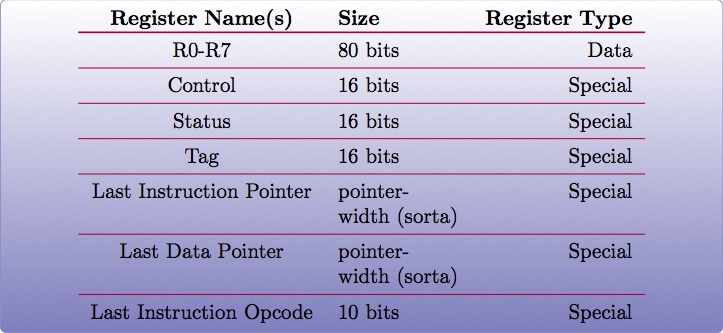 Register Name(s) Size Register Type
R0-R7 80 bits Data
Control 16 bits Special
Status 16 bits Special
Tag 16 bits Special
Last Instruction Pointer pointer- Special
width (sorta)
Last Data Pointer pointer- Special
width (sorta)
Last Instruction Opcode 10 bits Special